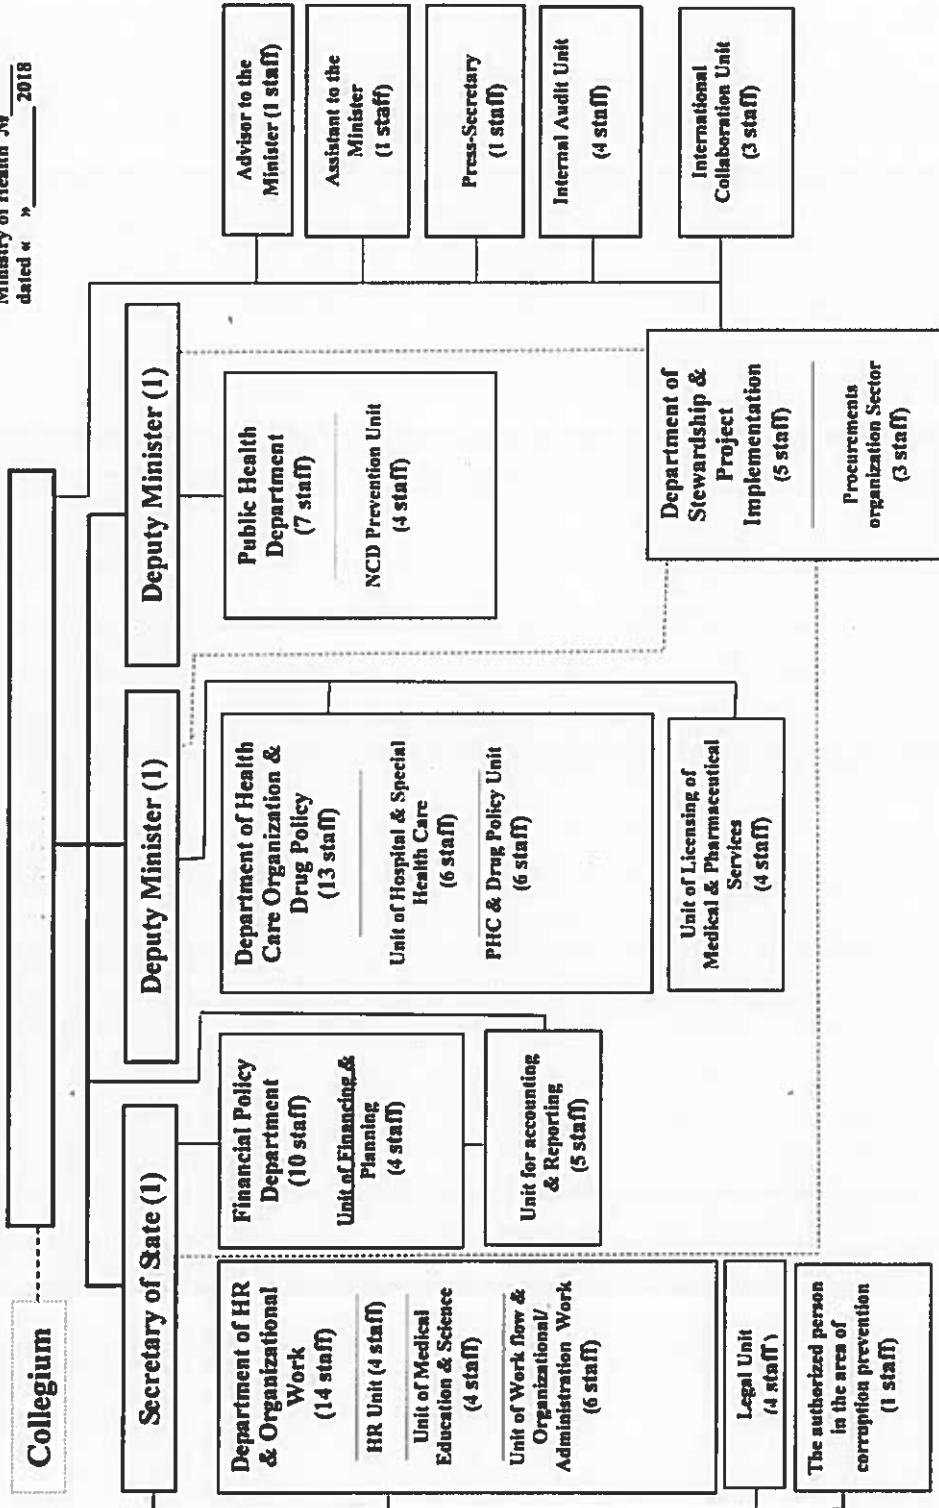 Ministry of Health №
dated « » 2018
Collegium
Secretary of State (1)
Deputy Minister (1)
Deputy Minister (1)
Department of HR
& Organizational
Work
(14 staff)
HR Unit (4 staff)
Unit of Medical
Education & Science
(4 staff)
Unit of Work flow &
Organizational/
Administration Work
(6 staff)
Legal Unit
(4 staff)
The authorized person
in the area of
corruption prevention
(1 staff)
Financial Policy
Department
(10 staff)
Unit of Financing &
Planning
(4 staff)
Unit for accounting
& Reporting
(5 staff)
Department of Health
Care Organization &
Drug Policy
(13 staff)
Unit of Hospital & Special
Health Care
(6 staff)
PHC & Drug Policy Unit
(6 staff)
Unit of Licensing of
Medical & Pharmaceutical
Services
(4 staff)
Public Health
Department
(7 staff)
NCD Prevention Unit
(4 staff)
Department of
Stewardship &
Project
Implementation
(5 staff)
Procurements
organization Sector
(3 staff)
Advisor to the
Minister (1 staff)
Assistant to the
Minister
(1 staff)
Press-Secretary
(1 staff)
Internal Audit Unit
(4 staff)
International
Collaboration Unit
(3 staff)